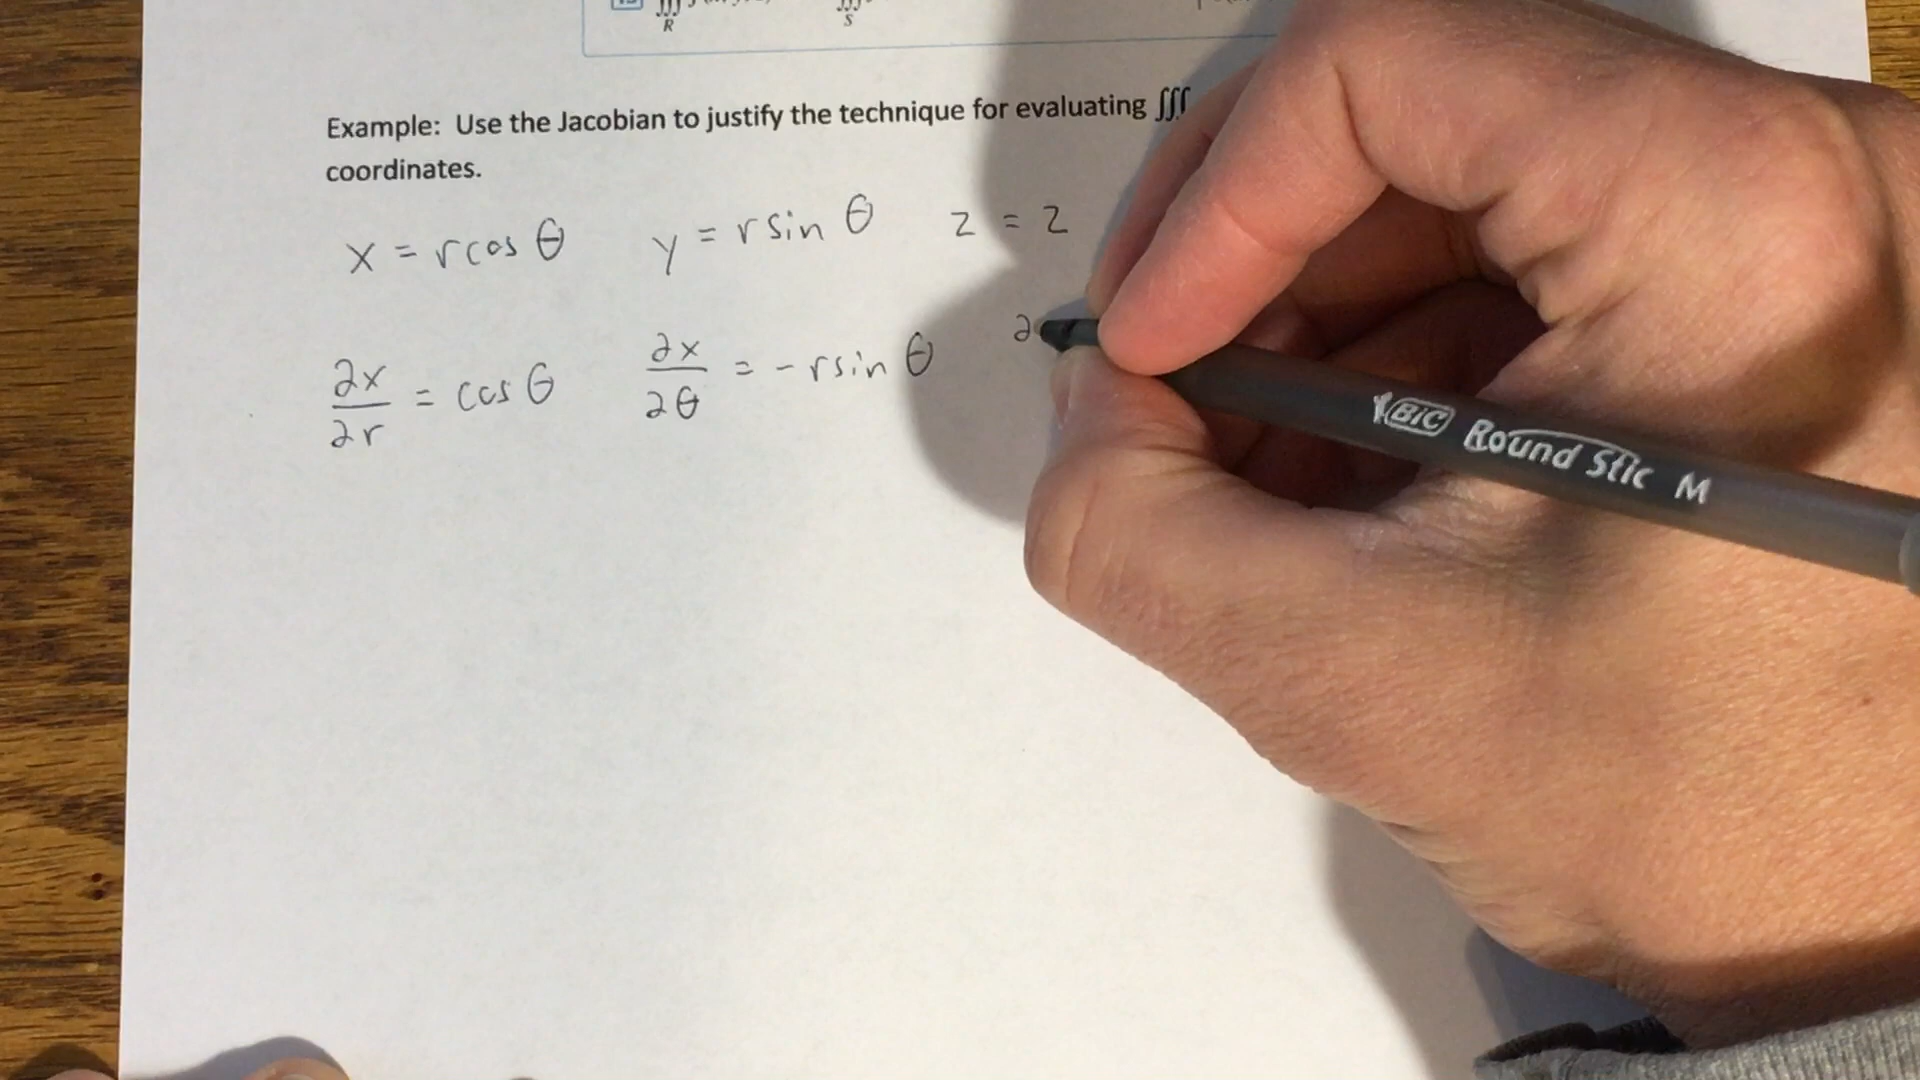 ∭ ∭
R S
Example: Use the Jacobian to justify the technique for evaluating ∭
coordinates.
x = r cos θ y = r sin θ z = z
∂x/∂r = cos θ ∂x/∂θ = - r sin θ ∂
BIC Round Stic M